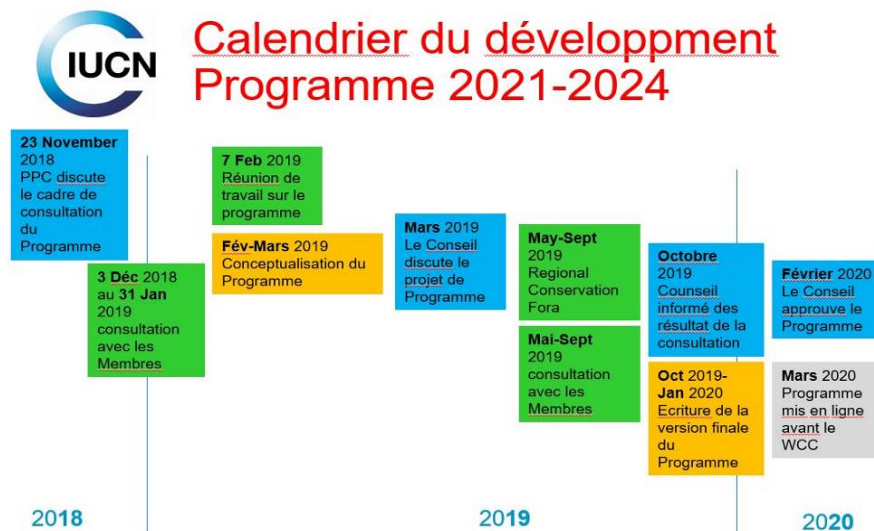 IUCN
Calendrier du développment
Programme 2021-2024
23 November
2018
PPC discute
le cadre de
consultation
du
Programme
3 Déc 2018
au 31 Jan
2019
consultation
avec les
Membres
7 Feb 2019
Réunion de
travail sur le
programme
Fév-Mars 2019
Conceptualisation du
Programme
Mars 2019
Le Conseil
discute le
projet de
Programme
May-Sept
2019
Regional
Conservation
Fora
Mai-Sept
2019
consultation
avec les
Membres
Octobre
2019
Counseil
informé des
résultat de la
consultation
Oct 2019-
Jan 2020
Ecriture de la
version finale
du
Programme
Février 2020
Le Conseil
approuve le
Programme
Mars 2020
Programme
mis en ligne
avant le
WCC
2018
2019
2020